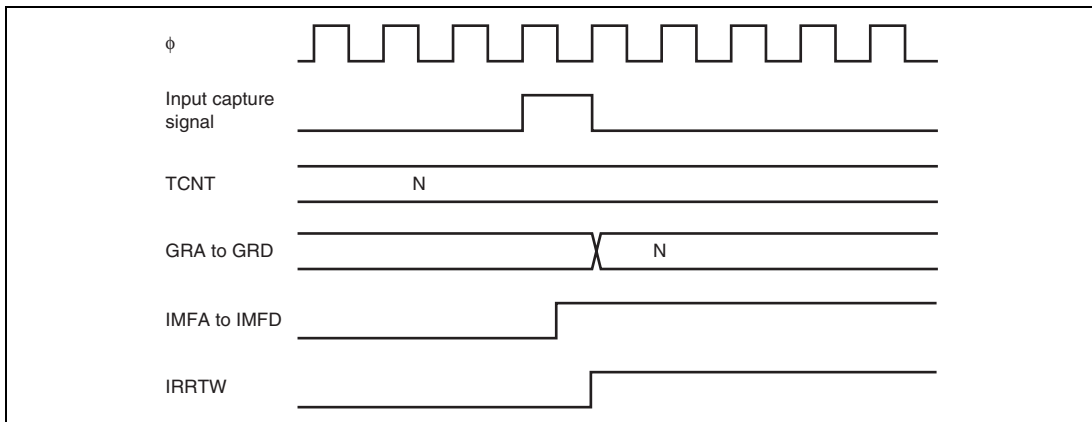 ϕ
Input capture
signal
TCNT
N
GRA to GRD
N
IMFA to IMFD
IRRTW